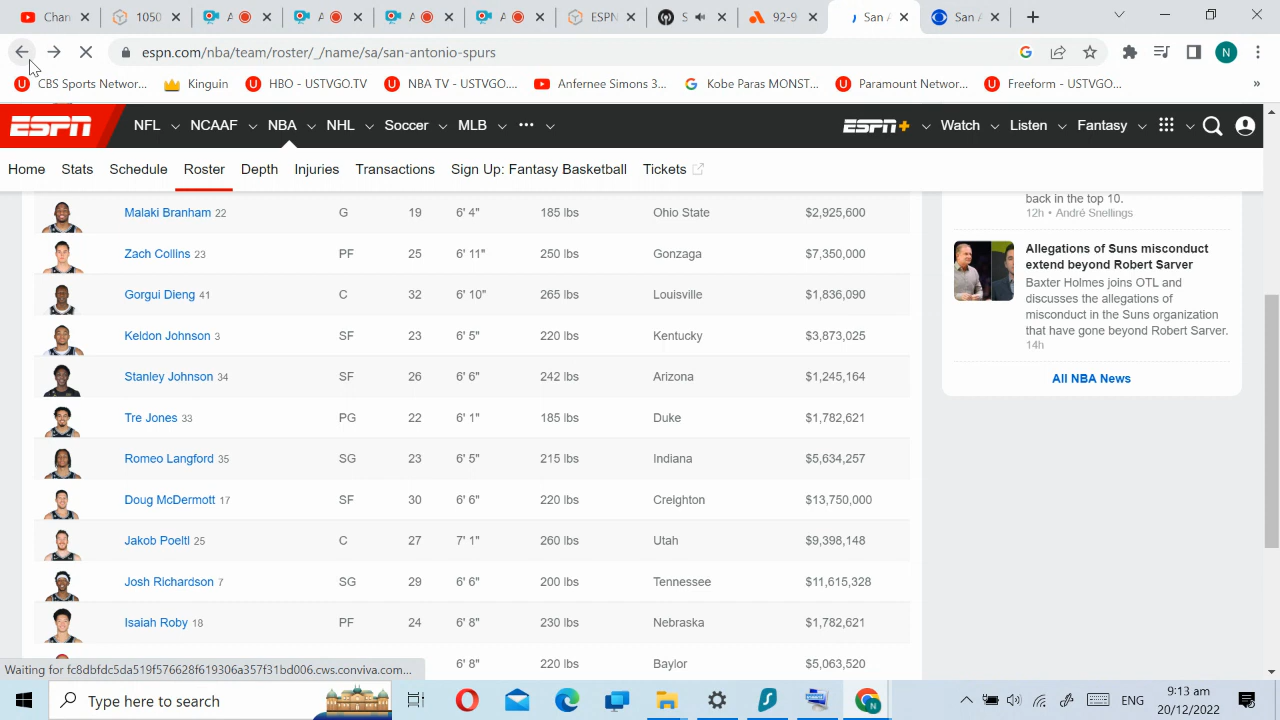 Chan
1050
A
A
A
A
ESPN
S
92-9
San A
San A
espn.com/nba/team/roster/_/name/sa/san-antonio-spurs
N
CBS Sports Networ... Kinguin HBO - USTVGO.TV NBA TV - USTVGO.... Anfernee Simons 3... Kobe Paras MONST... Paramount Networ... Freeform - USTVGO... »
ESPN NFL NCAAF NBA NHL Soccer MLB ESPN+ Watch Listen Fantasy
Home Stats Schedule Roster Depth Injuries Transactions Sign Up: Fantasy Basketball Tickets
Malaki Branham 22 G 19 6' 4" 185 lbs Ohio State $2,925,600
Zach Collins 23 PF 25 6' 11" 250 lbs Gonzaga $7,350,000
Gorgui Dieng 41 C 32 6' 10" 265 lbs Louisville $1,836,090
Keldon Johnson 3 SF 23 6' 5" 220 lbs Kentucky $3,873,025
Stanley Johnson 34 SF 26 6' 6" 242 lbs Arizona $1,245,164
Tre Jones 33 PG 22 6' 1" 185 lbs Duke $1,782,621
Romeo Langford 35 SG 23 6' 5" 215 lbs Indiana $5,634,257
Doug McDermott 17 SF 30 6' 6" 220 lbs Creighton $13,750,000
Jakob Poeltl 25 C 27 7' 1" 260 lbs Utah $9,398,148
Josh Richardson 7 SG 29 6' 6" 200 lbs Tennessee $11,615,328
Isaiah Roby 18 PF 24 6' 8" 230 lbs Nebraska $1,782,621
6' 8" 220 lbs Baylor $5,063,520
back in the top 10.
12h • André Snellings
Allegations of Suns misconduct
extend beyond Robert Sarver
Baxter Holmes joins OTL and
discusses the allegations of
misconduct in the Suns organization
that have gone beyond Robert Sarver.
14h
All NBA News
Waiting for fc8dbfdc5da519f576628f619306a357f31bd006.cws.conviva.com...
Type here to search
ENG
9:13 am
20/12/2022